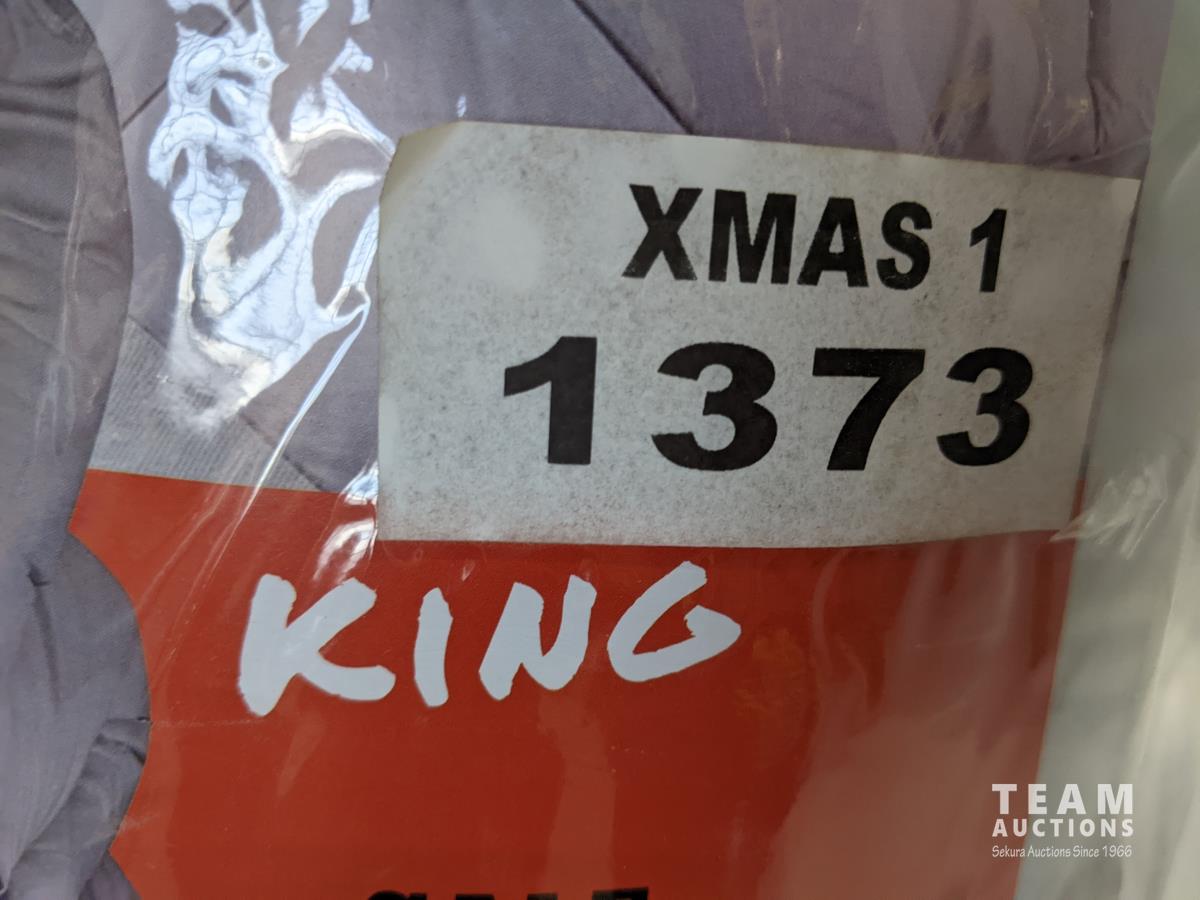 XMAS 1
1373
KING
TEAM
AUCTIONS
Sekura Auctions Since 1966